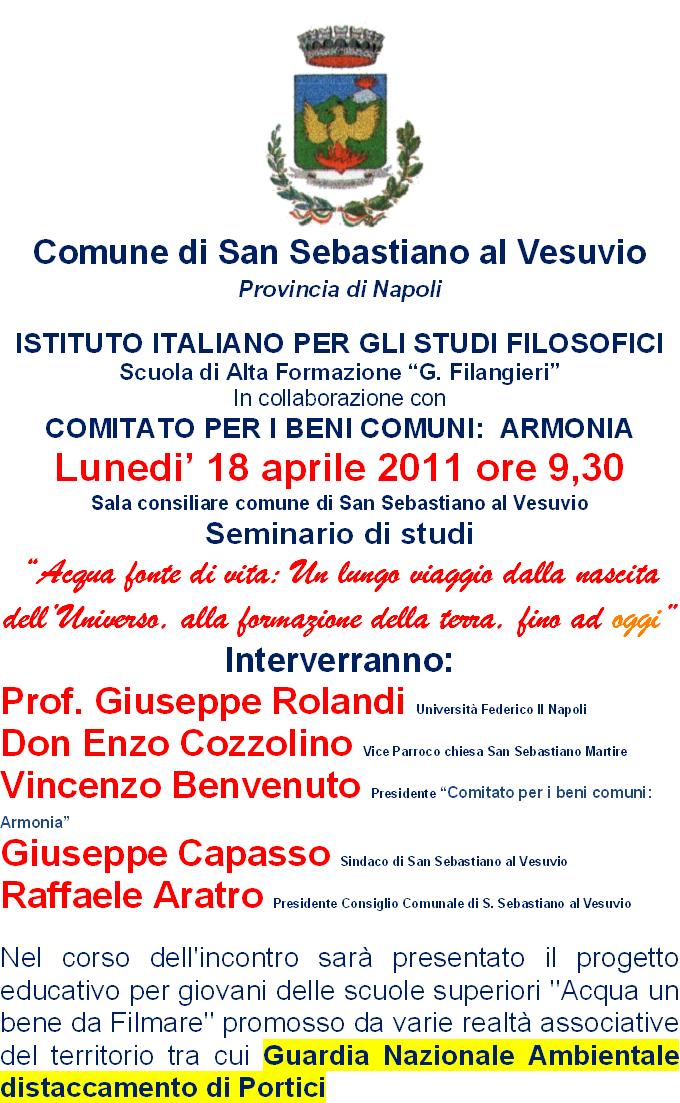 Comune di San Sebastiano al Vesuvio
Provincia di Napoli
ISTITUTO ITALIANO PER GLI STUDI FILOSOFICI
Scuola di Alta Formazione “G. Filangieri”
In collaborazione con
COMITATO PER I BENI COMUNI:  ARMONIA
Lunedi’ 18 aprile 2011 ore 9,30
Sala consiliare comune di San Sebastiano al Vesuvio
Seminario di studi
“Acqua fonte di vita: Un lungo viaggio dalla nascita
dell’Universo, alla formazione della terra, fino ad oggi”
Interverranno:
Prof. Giuseppe Rolandi Università Federico II Napoli
Don Enzo Cozzolino Vice Parroco chiesa San Sebastiano Martire
Vincenzo Benvenuto Presidente “Comitato per i beni comuni:
Armonia”
Giuseppe Capasso Sindaco di San Sebastiano al Vesuvio
Raffaele Aratro Presidente Consiglio Comunale di S. Sebastiano al Vesuvio
Nel corso dell'incontro sarà presentato il progetto
educativo per giovani delle scuole superiori "Acqua un
bene da Filmare" promosso da varie realtà associative
del territorio tra cui Guardia Nazionale Ambientale
distaccamento di Portici